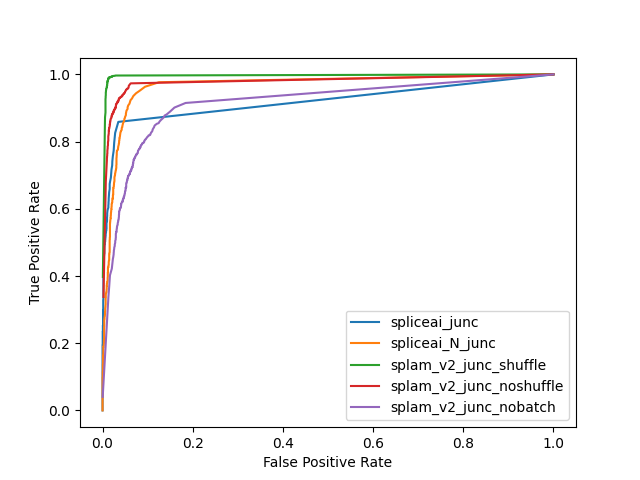 1.0
0.8
0.6
0.4
0.2
0.0
True Positive Rate
0.0 0.2 0.4 0.6 0.8 1.0
False Positive Rate
spliceai_junc
spliceai_N_junc
splam_v2_junc_shuffle
splam_v2_junc_noshuffle
splam_v2_junc_nobatch